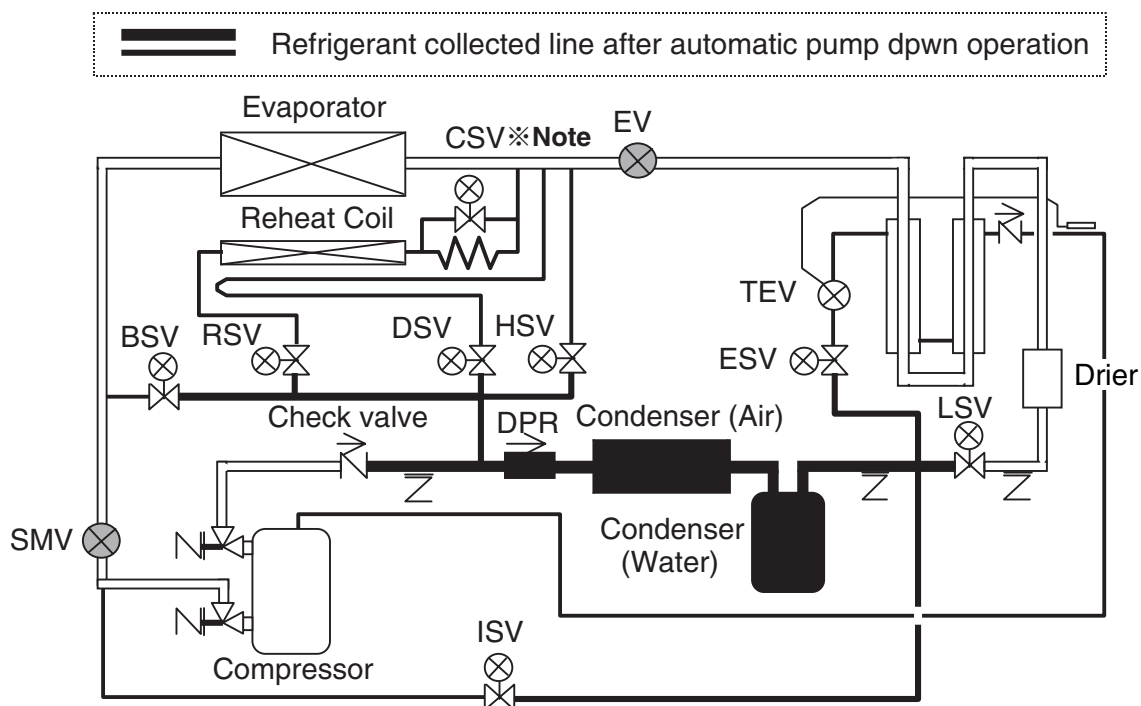 Refrigerant collected line after automatic pump dpwn operation
Evaporator
CSV※Note
EV
Reheat Coil
TEV
BSV
RSV
DSV
HSV
ESV
Drier
Check valve
DPR
Condenser (Air)
LSV
SMV
Condenser
(Water)
Compressor
ISV